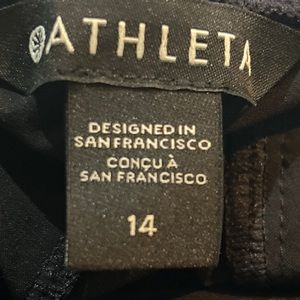 ATHLETA
DESIGNED IN
SAN FRANCISCO
CONÇU À
SAN FRANCISCO
14